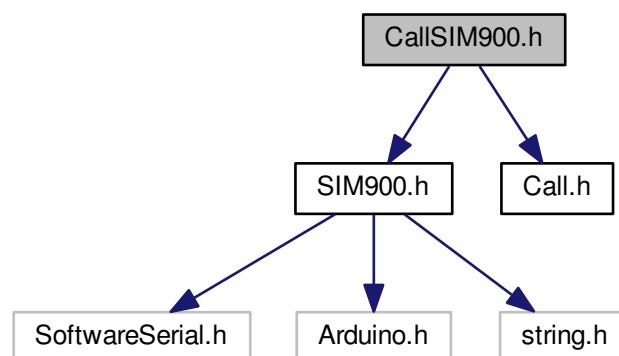 CallSIM900.h
SIM900.h
Call.h
SoftwareSerial.h
Arduino.h
string.h